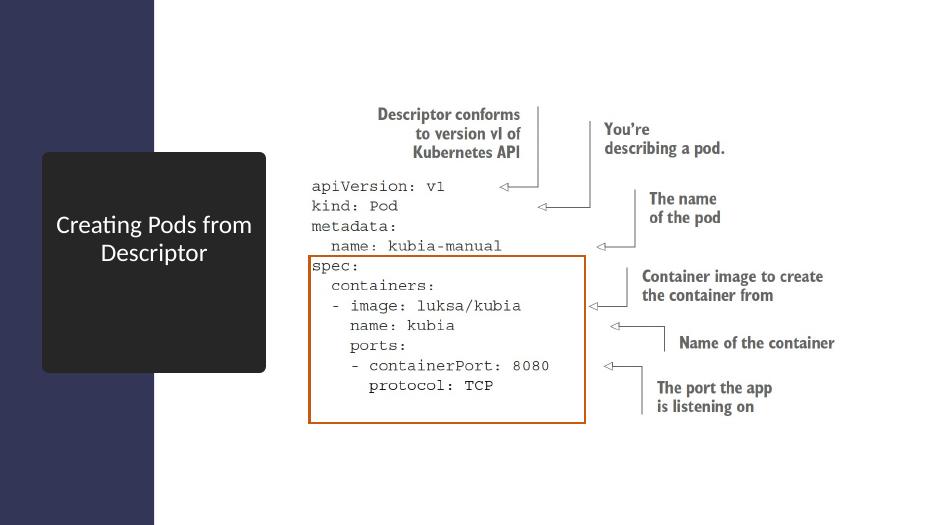 Creating Pods from
Descriptor
Descriptor conforms
to version v1 of
Kubernetes API
You're
describing a pod.
apiVersion: v1
kind: Pod
metadata:
  name: kubia-manual
The name
of the pod
spec:
  containers:
  - image: luksa/kubia
    name: kubia
    ports:
    - containerPort: 8080
      protocol: TCP
Container image to create
the container from
Name of the container
The port the app
is listening on